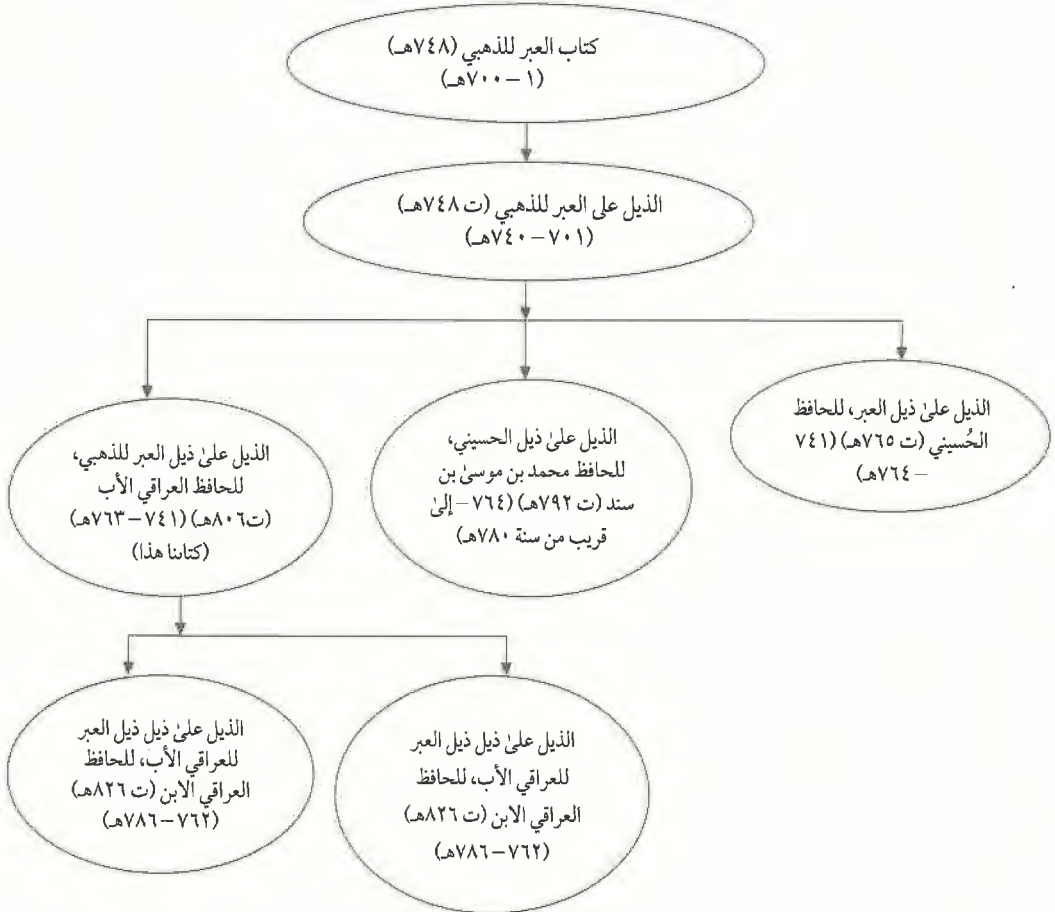 كتاب العبر للذهبي (٧٤٨هـ)
(١ – ٧٠٠هـ)
الذيل على العبر للذهبي (ت ٧٤٨هـ)
(٧٠١–٧٤٠هـ)
الذيل علىٰ ذيل العبر، للحافظ
الحُسيني (ت ٧٦٥هـ) (٧٤١
– ٧٦٤هـ)
الذيل علىٰ ذيل الحسيني،
للحافظ محمد بن موسىٰ بن
سند (ت ٧٩٢هـ) (٧٦٤ – إلىٰ
قريب من سنة ٧٨٠هـ)
الذيل علىٰ ذيل العبر للذهبي،
للحافظ العراقي الأب
(ت٨٠٦هـ) (٧٤١–٧٦٣هـ)
(كتابنا هذا)
الذيل علىٰ ذيل ذيل العبر
للعراقي الأب، للحافظ
العراقي الابن (ت ٨٢٦هـ)
(٧٦٢–٧٨٦هـ)
الذيل علىٰ ذيل ذيل العبر
للعراقي الأب، للحافظ
العراقي الابن (ت ٨٢٦هـ)
(٧٦٢–٧٨٦هـ)